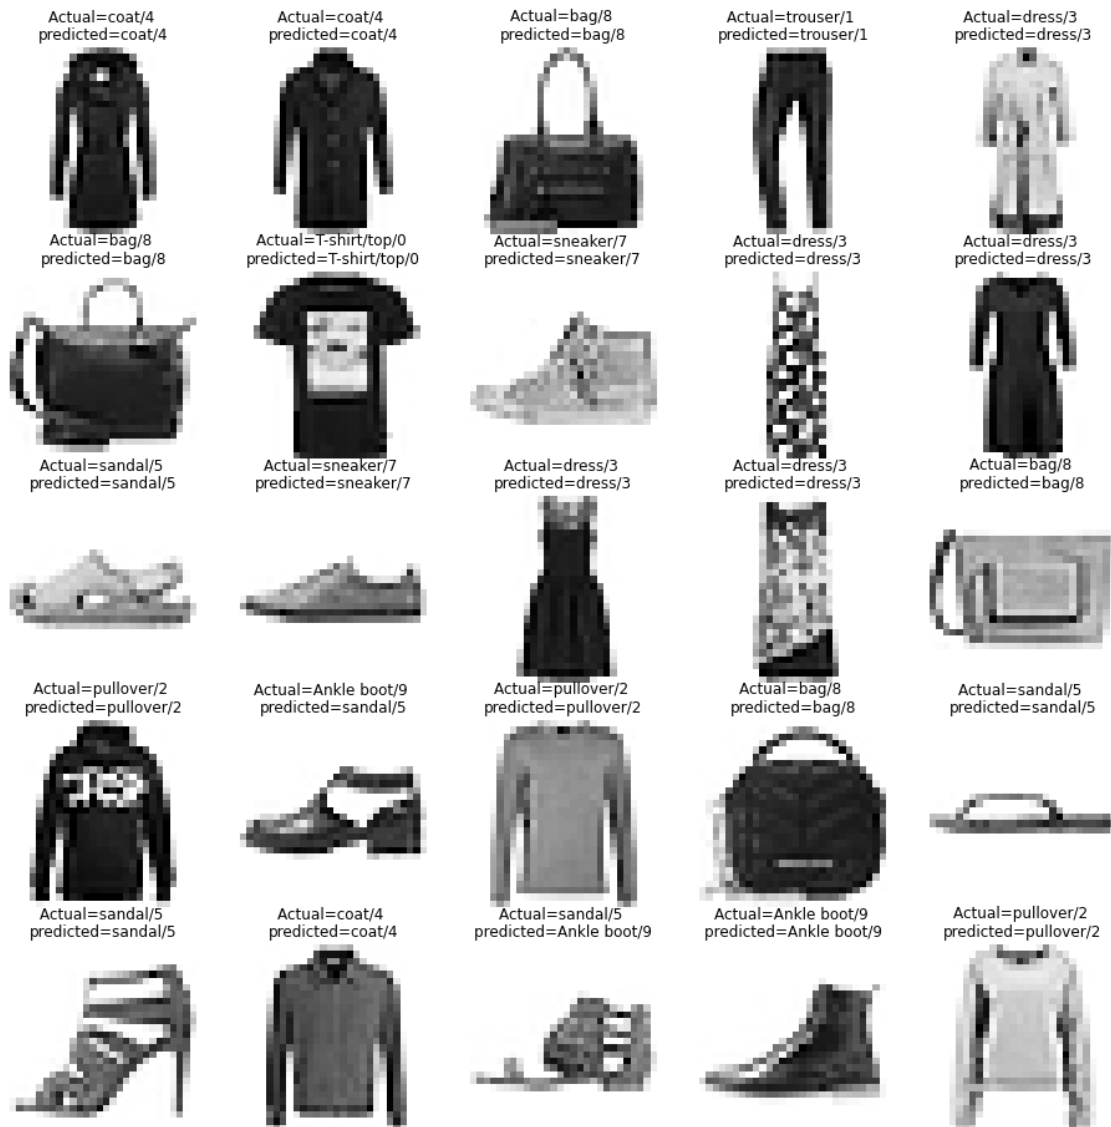 Actual=coat/4
predicted=coat/4
Actual=coat/4
predicted=coat/4
Actual=bag/8
predicted=bag/8
Actual=trouser/1
predicted=trouser/1
Actual=dress/3
predicted=dress/3
Actual=bag/8
predicted=bag/8
Actual=T-shirt/top/0
predicted=T-shirt/top/0
Actual=sneaker/7
predicted=sneaker/7
Actual=dress/3
predicted=dress/3
Actual=dress/3
predicted=dress/3
Actual=sandal/5
predicted=sandal/5
Actual=sneaker/7
predicted=sneaker/7
Actual=dress/3
predicted=dress/3
Actual=dress/3
predicted=dress/3
Actual=bag/8
predicted=bag/8
Actual=pullover/2
predicted=pullover/2
Actual=Ankle boot/9
predicted=sandal/5
Actual=pullover/2
predicted=pullover/2
Actual=bag/8
predicted=bag/8
Actual=sandal/5
predicted=sandal/5
Actual=sandal/5
predicted=sandal/5
Actual=coat/4
predicted=coat/4
Actual=sandal/5
predicted=Ankle boot/9
Actual=Ankle boot/9
predicted=Ankle boot/9
Actual=pullover/2
predicted=pullover/2